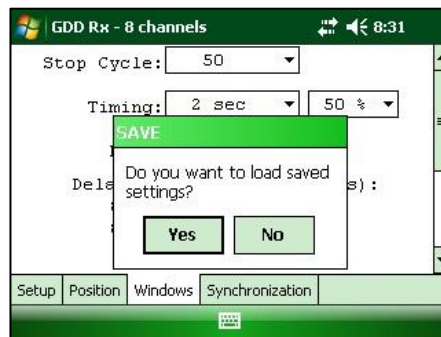 GDD Rx - 8 channels 8:31
Stop Cycle: 50
Timing: 2 sec 50 %
SAVE
Do you want to load saved
settings?
Dela s):
Yes No
Setup Position Windows Synchronization